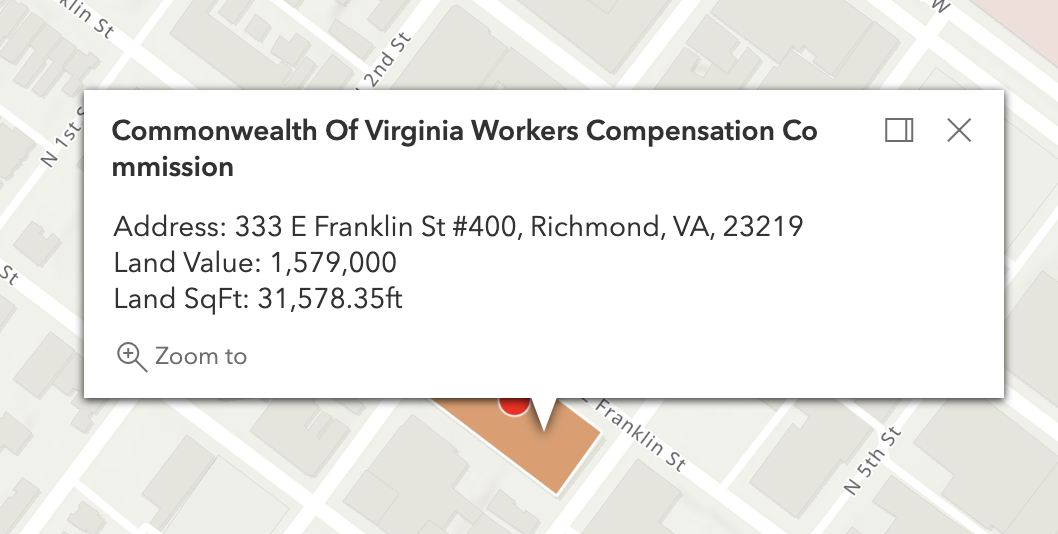 klin St
2nd St
W
N 1st S
Commonwealth Of Virginia Workers Compensation Co
mmission
Address: 333 E Franklin St #400, Richmond, VA, 23219
Land Value: 1,579,000
Land SqFt: 31,578.35ft
St
Zoom to
Franklin St
N 5th St